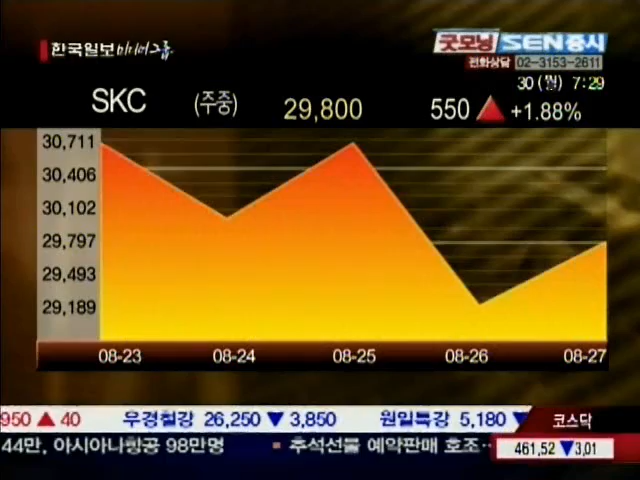 한국일보 미디어그룹
굿모닝 SEN증시
전화상담 02-3153-2611
30 (월) 7:29
SKC (주중) 29,800 550 ▲ +1.88%
30,711
30,406
30,102
29,797
29,493
29,189
08-23 08-24 08-25 08-26 08-27
950 ▲ 40 우경철강 26,250 ▼ 3,850 원일특강 5,180 ▼ 코스닥
44만, 아시아나항공 98만명 ▪ 추석선물 예약판매 호조·· 461,52 ▼3,01